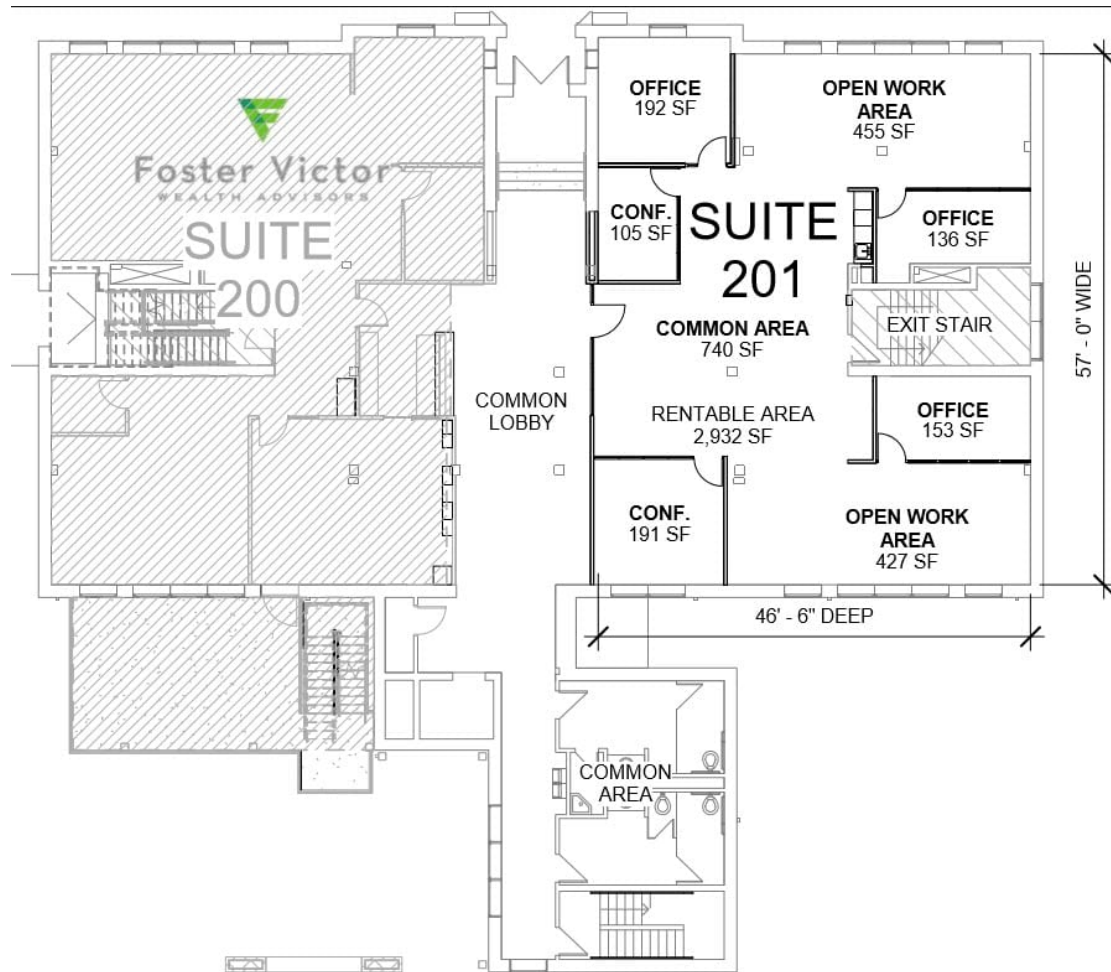 Foster Victor
WEALTH ADVISORS
SUITE
200
OFFICE
192 SF
OPEN WORK
AREA
455 SF
CONF.
105 SF
SUITE
201
OFFICE
136 SF
EXIT STAIR
COMMON AREA
740 SF
COMMON
LOBBY
RENTABLE AREA
2,932 SF
OFFICE
153 SF
CONF.
191 SF
OPEN WORK
AREA
427 SF
57' - 0" WIDE
46' - 6" DEEP
COMMON
AREA